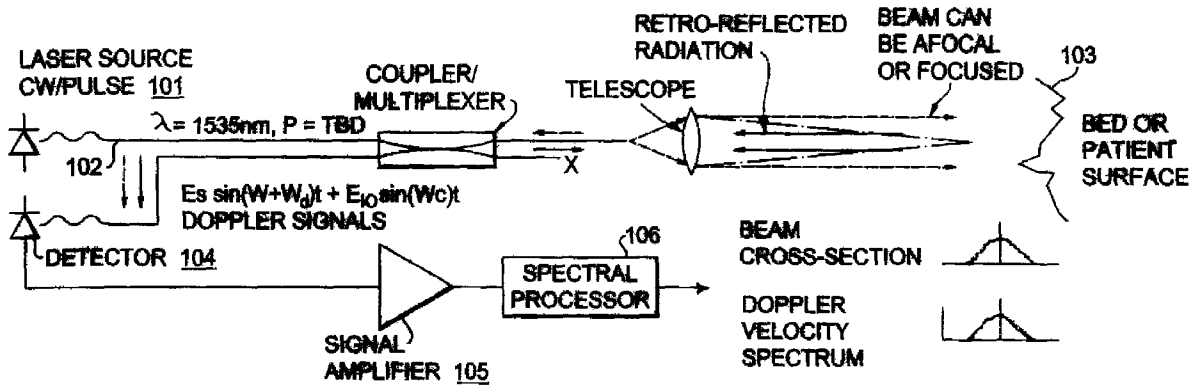 LASER SOURCE
CW/PULSE 101
λ = 1535nm, P = TBD
102
COUPLER/
MULTIPLEXER
TELESCOPE
RETRO-REFLECTED
RADIATION
BEAM CAN
BE AFOCAL
OR FOCUSED
103
BED OR
PATIENT
SURFACE
X
Es sin(W+Wd)t + EIO sin(Wc)t
DOPPLER SIGNALS
DETECTOR 104
SIGNAL
AMPLIFIER 105
106
SPECTRAL
PROCESSOR
BEAM
CROSS-SECTION
DOPPLER
VELOCITY
SPECTRUM